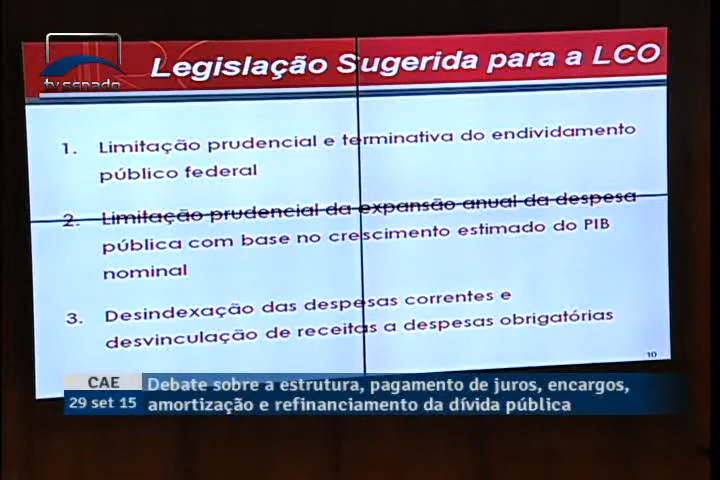 tv senado
Legislação Sugerida para a LCO
1. Limitação prudencial e terminativa do endividamento
público federal
2. Limitação prudencial da expansão anual da despesa
pública com base no crescimento estimado do PIB
nominal
3. Desindexação das despesas correntes e
desvinculação de receitas a despesas obrigatórias
10
CAE
29 set 15
Debate sobre a estrutura, pagamento de juros, encargos,
amortização e refinanciamento da dívida pública